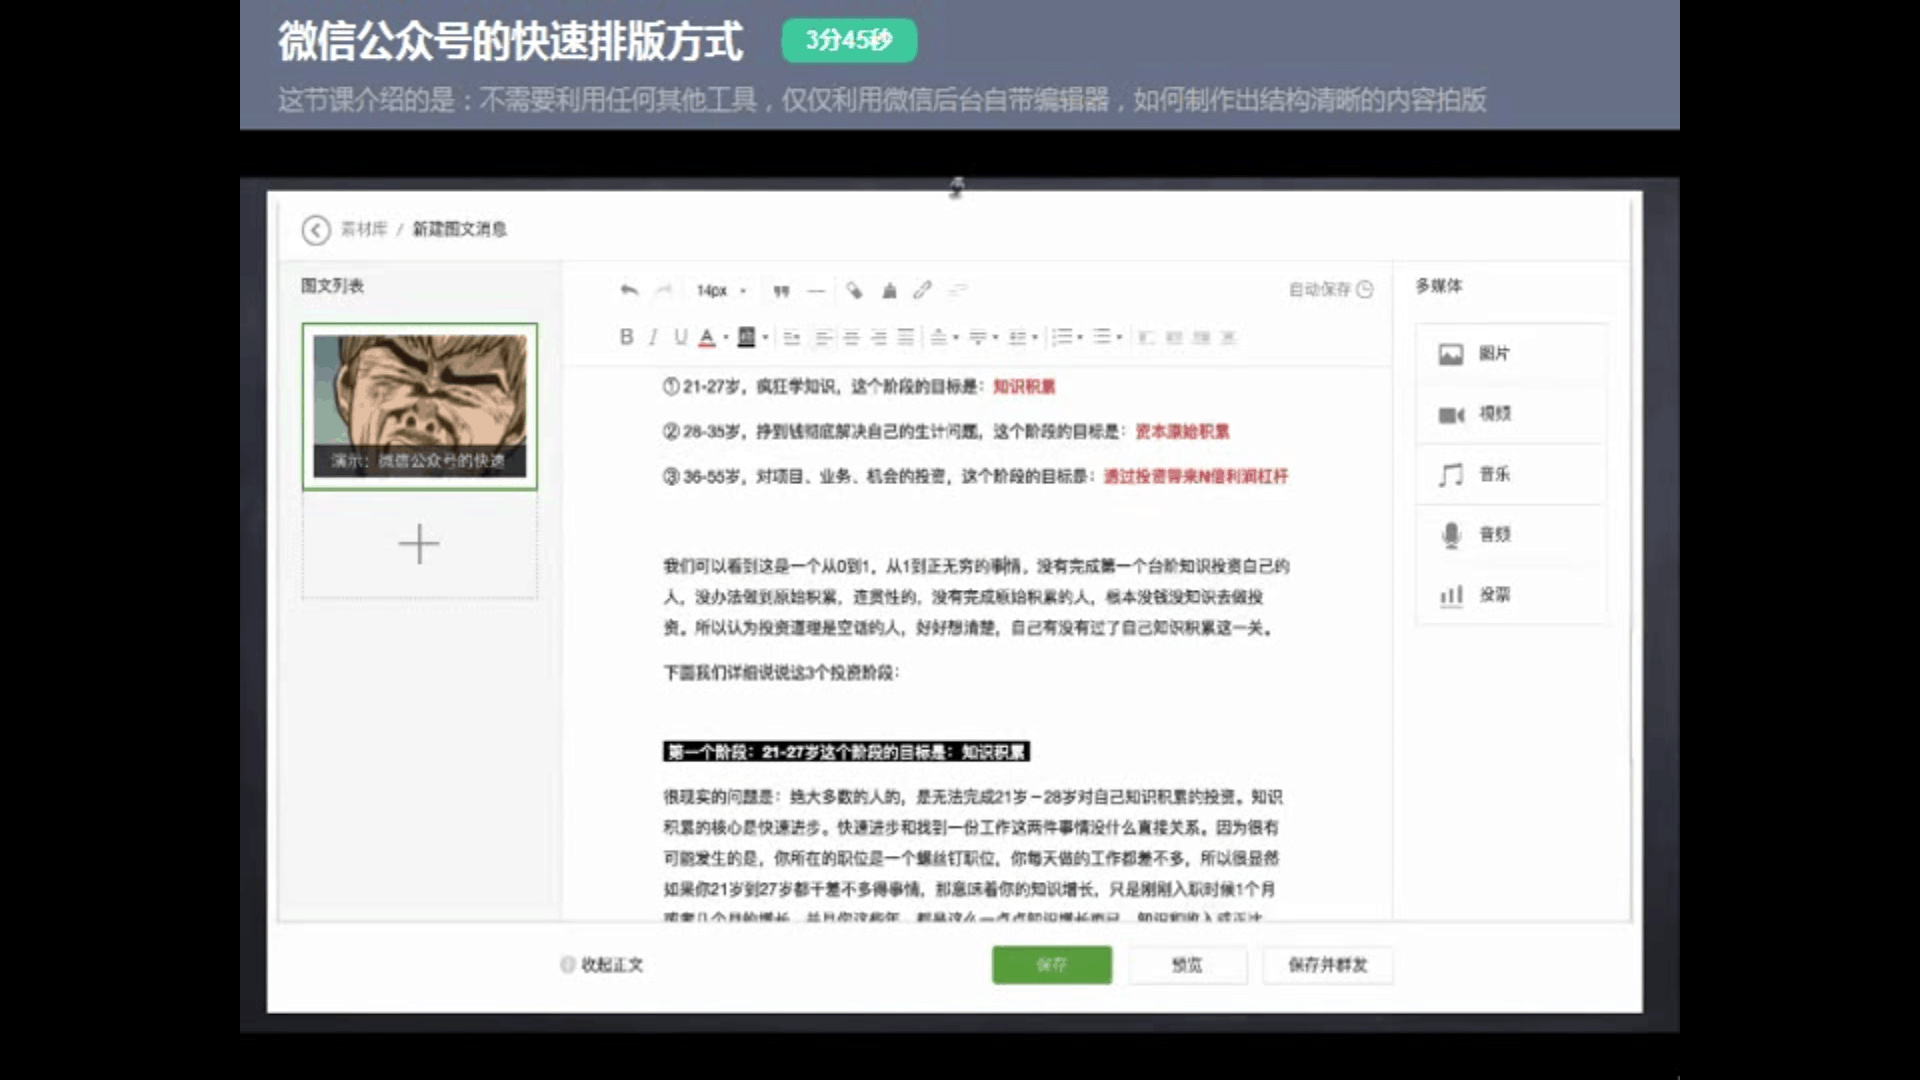 微信公众号的快速排版方式 3分45秒
这节课介绍的是：不需要利用任何其他工具，仅仅利用微信后台自带编辑器，如何制作出结构清晰的内容拍版
素材库 / 新建图文消息
图文列表
演示：微信公众号的快速
14px
自动保存
B I U A
① 21-27岁，疯狂学知识，这个阶段的目标是：知识积累
② 28-35岁，挣到钱彻底解决自己的生计问题，这个阶段的目标是：资本原始积累
③ 36-55岁，对项目、业务、机会的投资，这个阶段的目标是：透过投资带来N倍利润杠杆
我们可以看到这是一个从0到1，从1到正无穷的事情，没有完成第一个台阶知识投资自己的
人，没办法做到原始积累，连贯性的，没有完成原始积累的人，根本没钱没知识去做投
资。所以认为投资道理是空话的人，好好想清楚，自己有没有过了自己知识积累这一关。
下面我们详细说说这3个投资阶段：
第一个阶段：21-27岁这个阶段的目标是：知识积累
很现实的问题是：绝大多数的人的，是无法完成21岁－28岁对自己知识积累的投资。知识
积累的核心是快速进步。快速进步和找到一份工作这两件事情没什么直接关系。因为很有
可能发生的是，你所在的职位是一个螺丝钉职位，你每天做的工作都差不多，所以很显然
如果你21岁到27岁都干差不多得事情，那意味着你的知识增长，只是刚刚入职时候1个月
多媒体
图片
视频
音乐
音频
投票
收起正文
保存
预览
保存并群发